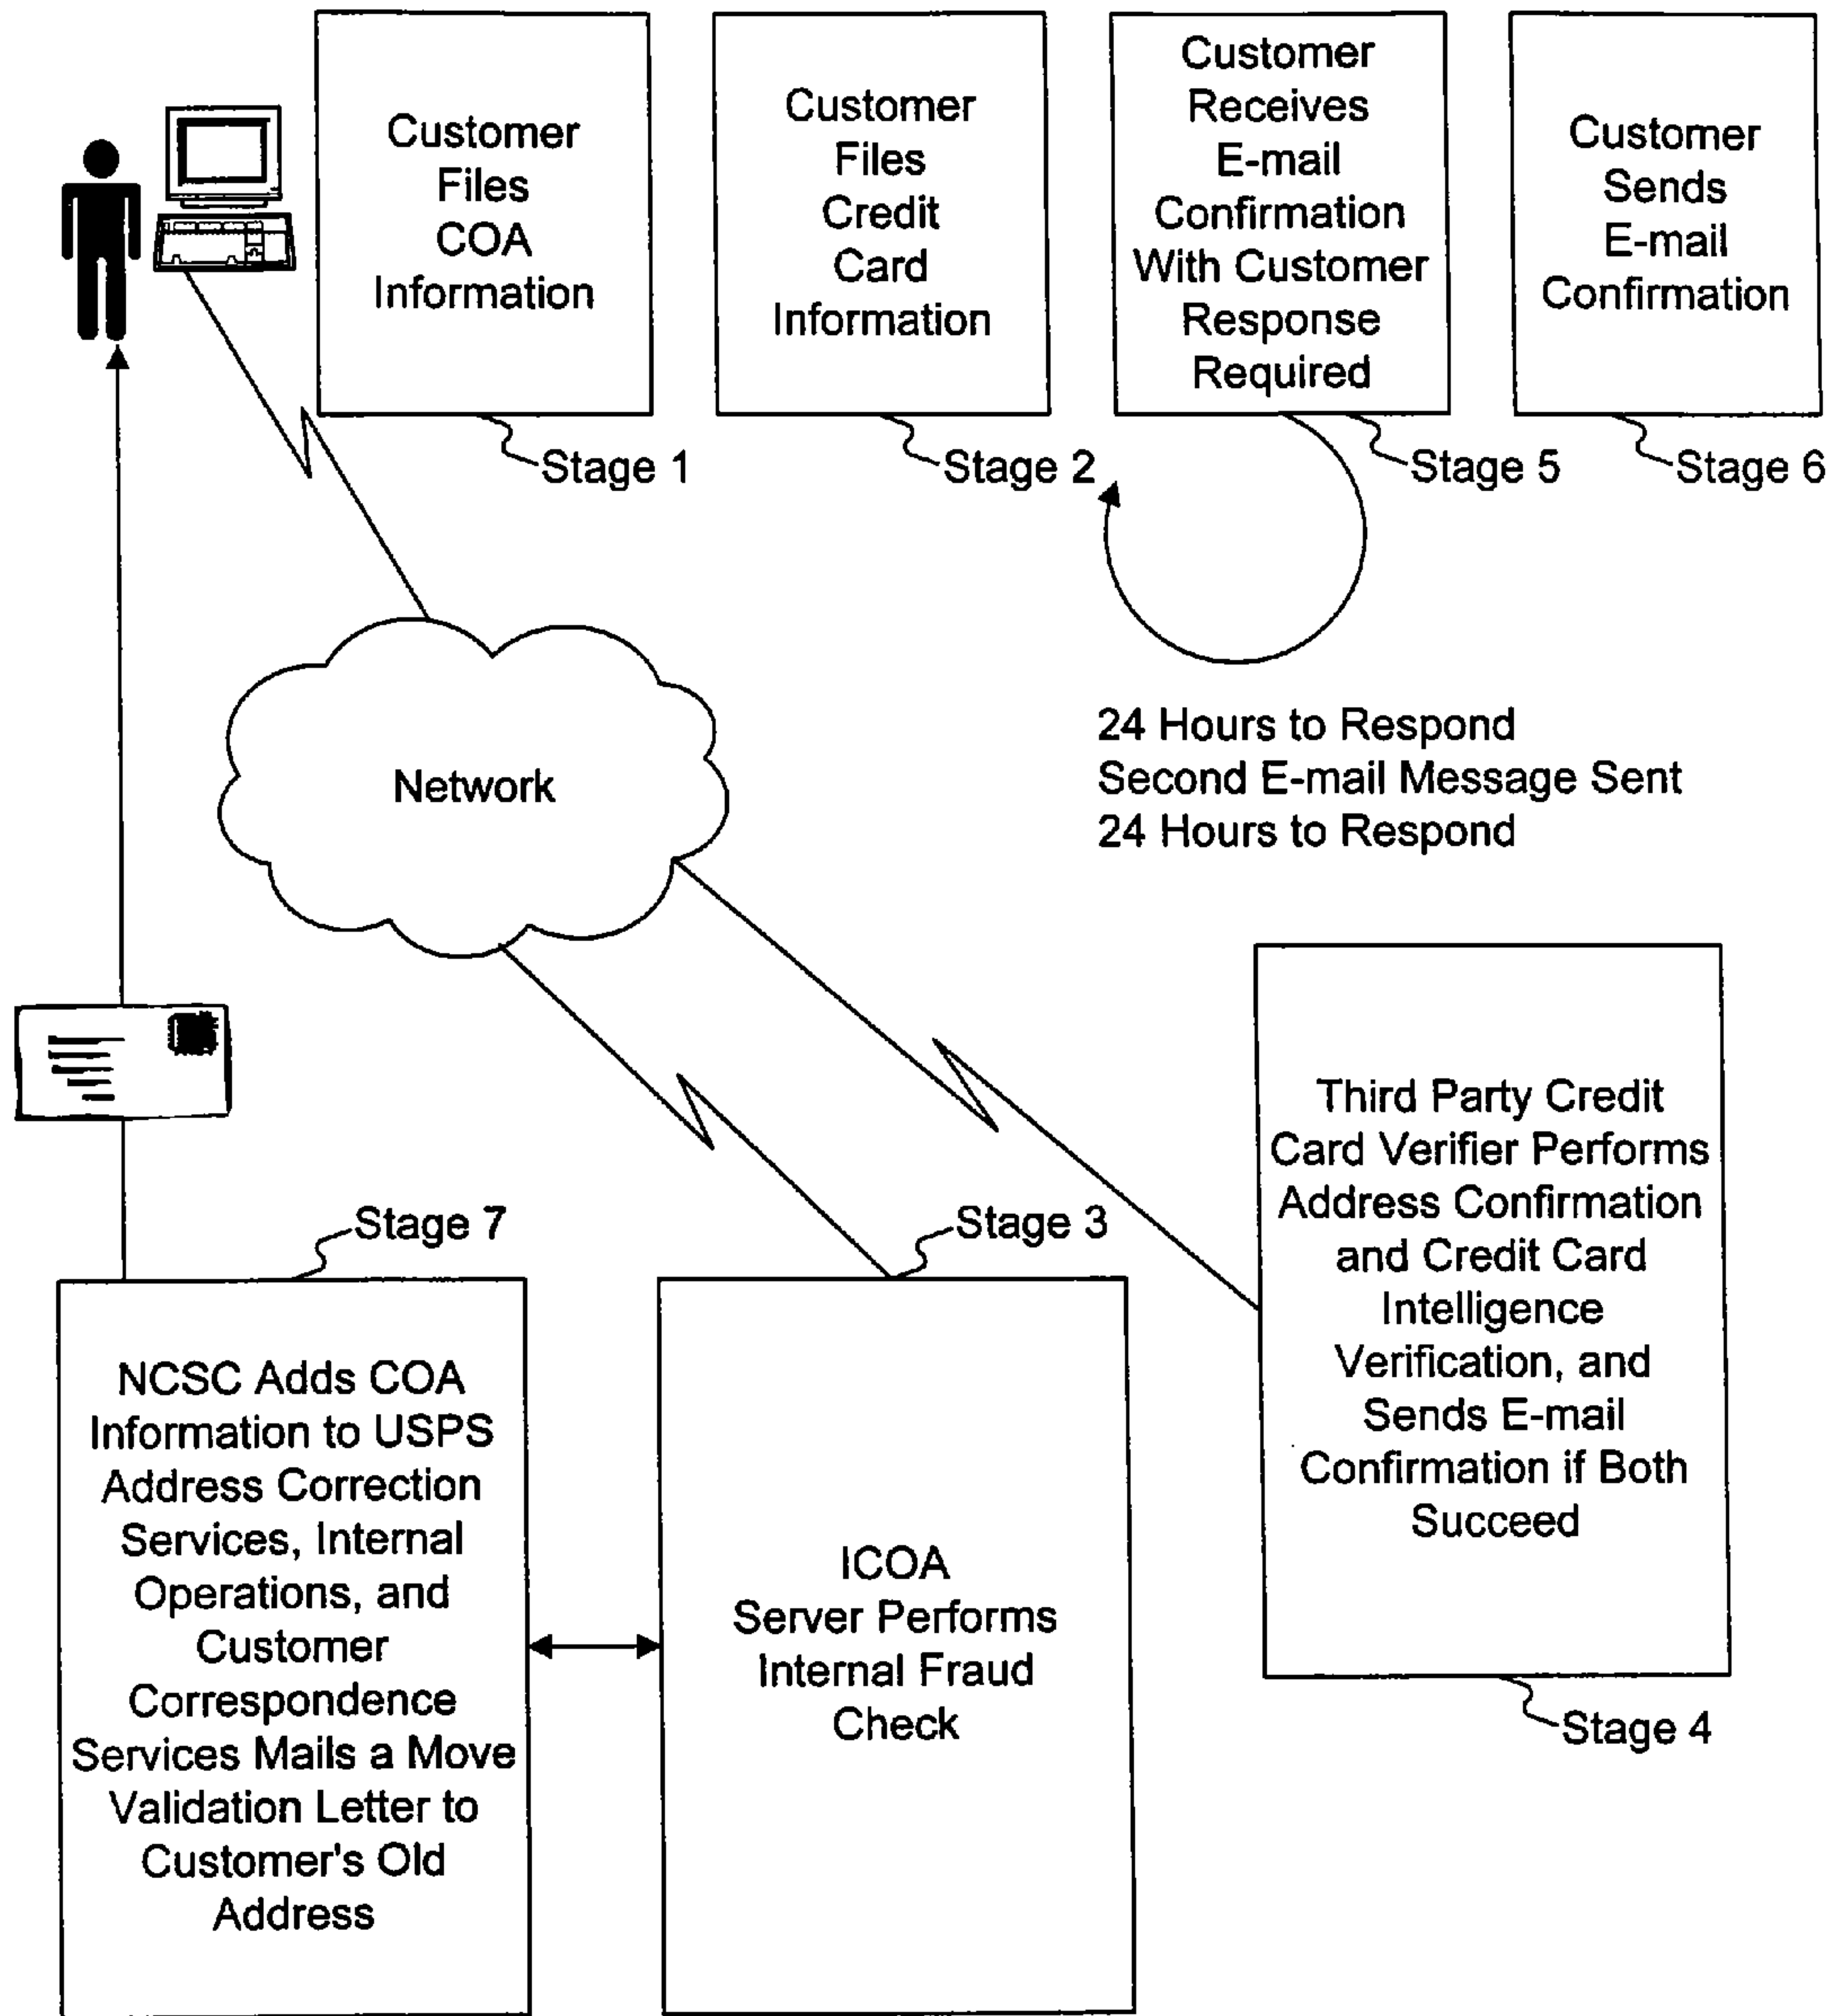 Customer
Files
COA
Information
Stage 1
Customer
Files
Credit
Card
Information
Stage 2
Customer
Receives
E-mail
Confirmation
With Customer
Response
Required
Stage 5
Customer
Sends
E-mail
Confirmation
Stage 6
Network
24 Hours to Respond
Second E-mail Message Sent
24 Hours to Respond
Stage 7
NCSC Adds COA
Information to USPS
Address Correction
Services, Internal
Operations, and
Customer
Correspondence
Services Mails a Move
Validation Letter to
Customer's Old
Address
Stage 3
ICOA
Server Performs
Internal Fraud
Check
Third Party Credit
Card Verifier Performs
Address Confirmation
and Credit Card
Intelligence
Verification, and
Sends E-mail
Confirmation if Both
Succeed
Stage 4